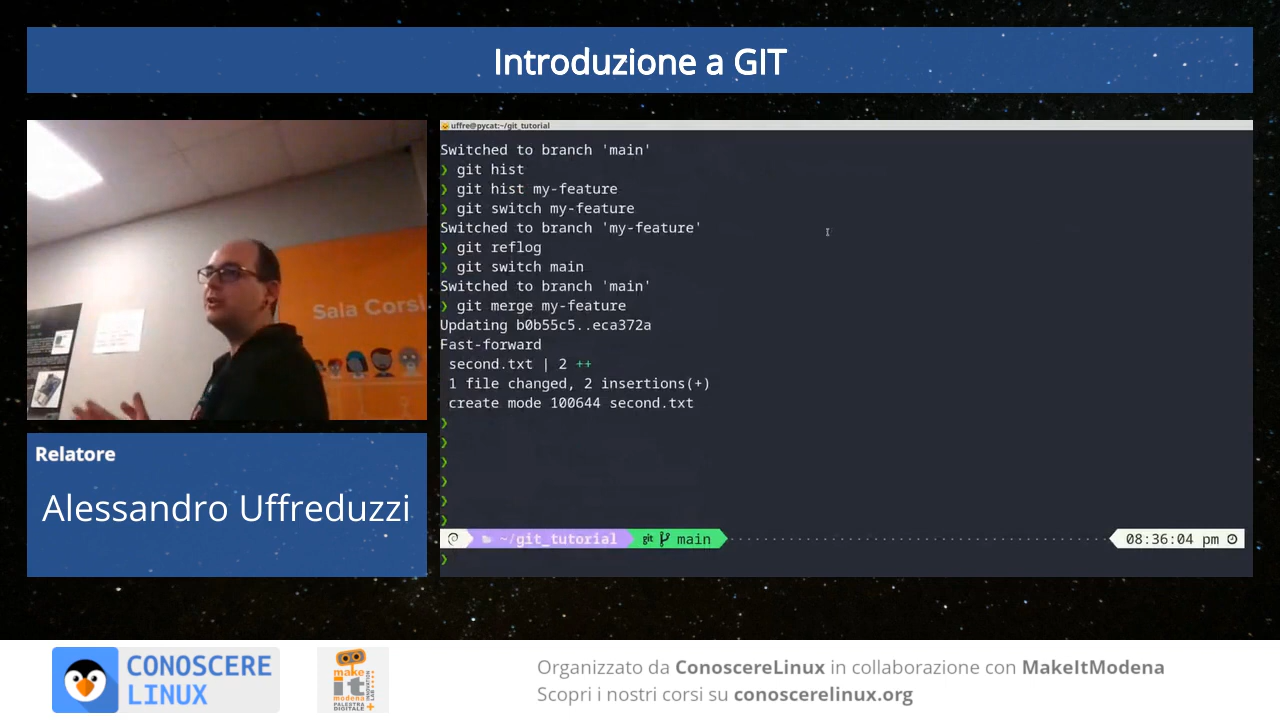 Introduzione a GIT
Sala Corsi
Relatore
Alessandro Uffreduzzi
uffre@pycat:~/git_tutorial
Switched to branch 'main'
❯ git hist
❯ git hist my-feature
❯ git switch my-feature
Switched to branch 'my-feature'
❯ git reflog
❯ git switch main
Switched to branch 'main'
❯ git merge my-feature
Updating b0b55c5..eca372a
Fast-forward
second.txt | 2 ++
1 file changed, 2 insertions(+)
create mode 100644 second.txt
❯
❯
❯
❯
❯
❯
~/git_tutorial git main 08:36:04 pm
❯
CONOSCERE
LINUX
make
it
modena
PALESTRA
DIGITALE
INNOVATION
LAB
Organizzato da ConoscereLinux in collaborazione con MakeItModena
Scopri i nostri corsi su conoscerelinux.org